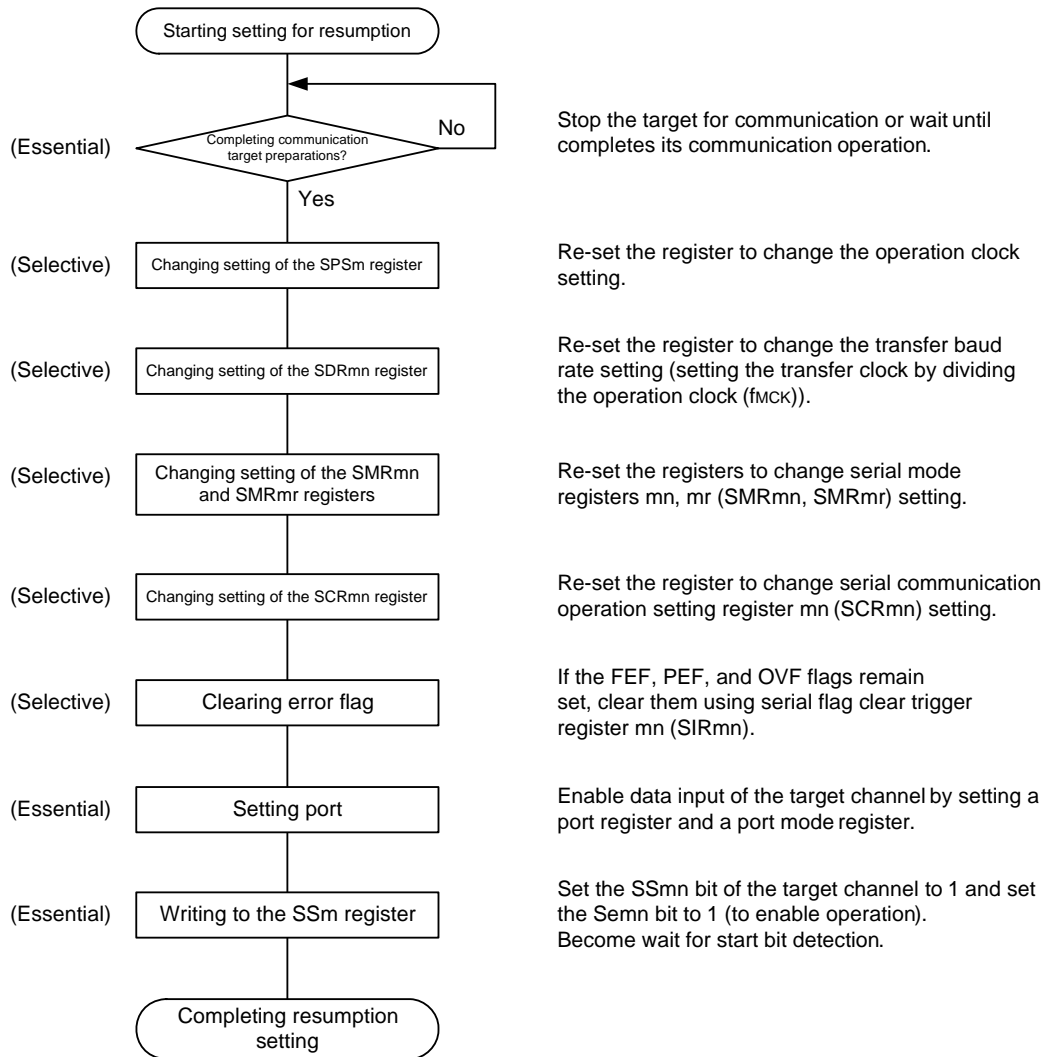 Starting setting for resumption
(Essential)
Completing communication
target preparations?
No
Stop the target for communication or wait until
completes its communication operation.
Yes
(Selective)
Changing setting of the SPSm register
Re-set the register to change the operation clock
setting.
(Selective)
Changing setting of the SDRmn register
Re-set the register to change the transfer baud
rate setting (setting the transfer clock by dividing
the operation clock (fMCK)).
(Selective)
Changing setting of the SMRmn
and SMRmr registers
Re-set the registers to change serial mode
registers mn, mr (SMRmn, SMRmr) setting.
(Selective)
Changing setting of the SCRmn register
Re-set the register to change serial communication
operation setting register mn (SCRmn) setting.
(Selective)
Clearing error flag
If the FEF, PEF, and OVF flags remain
set, clear them using serial flag clear trigger
register mn (SIRmn).
(Essential)
Setting port
Enable data input of the target channel by setting a
port register and a port mode register.
(Essential)
Writing to the SSm register
Set the SSmn bit of the target channel to 1 and set
the Semn bit to 1 (to enable operation).
Become wait for start bit detection.
Completing resumption
setting